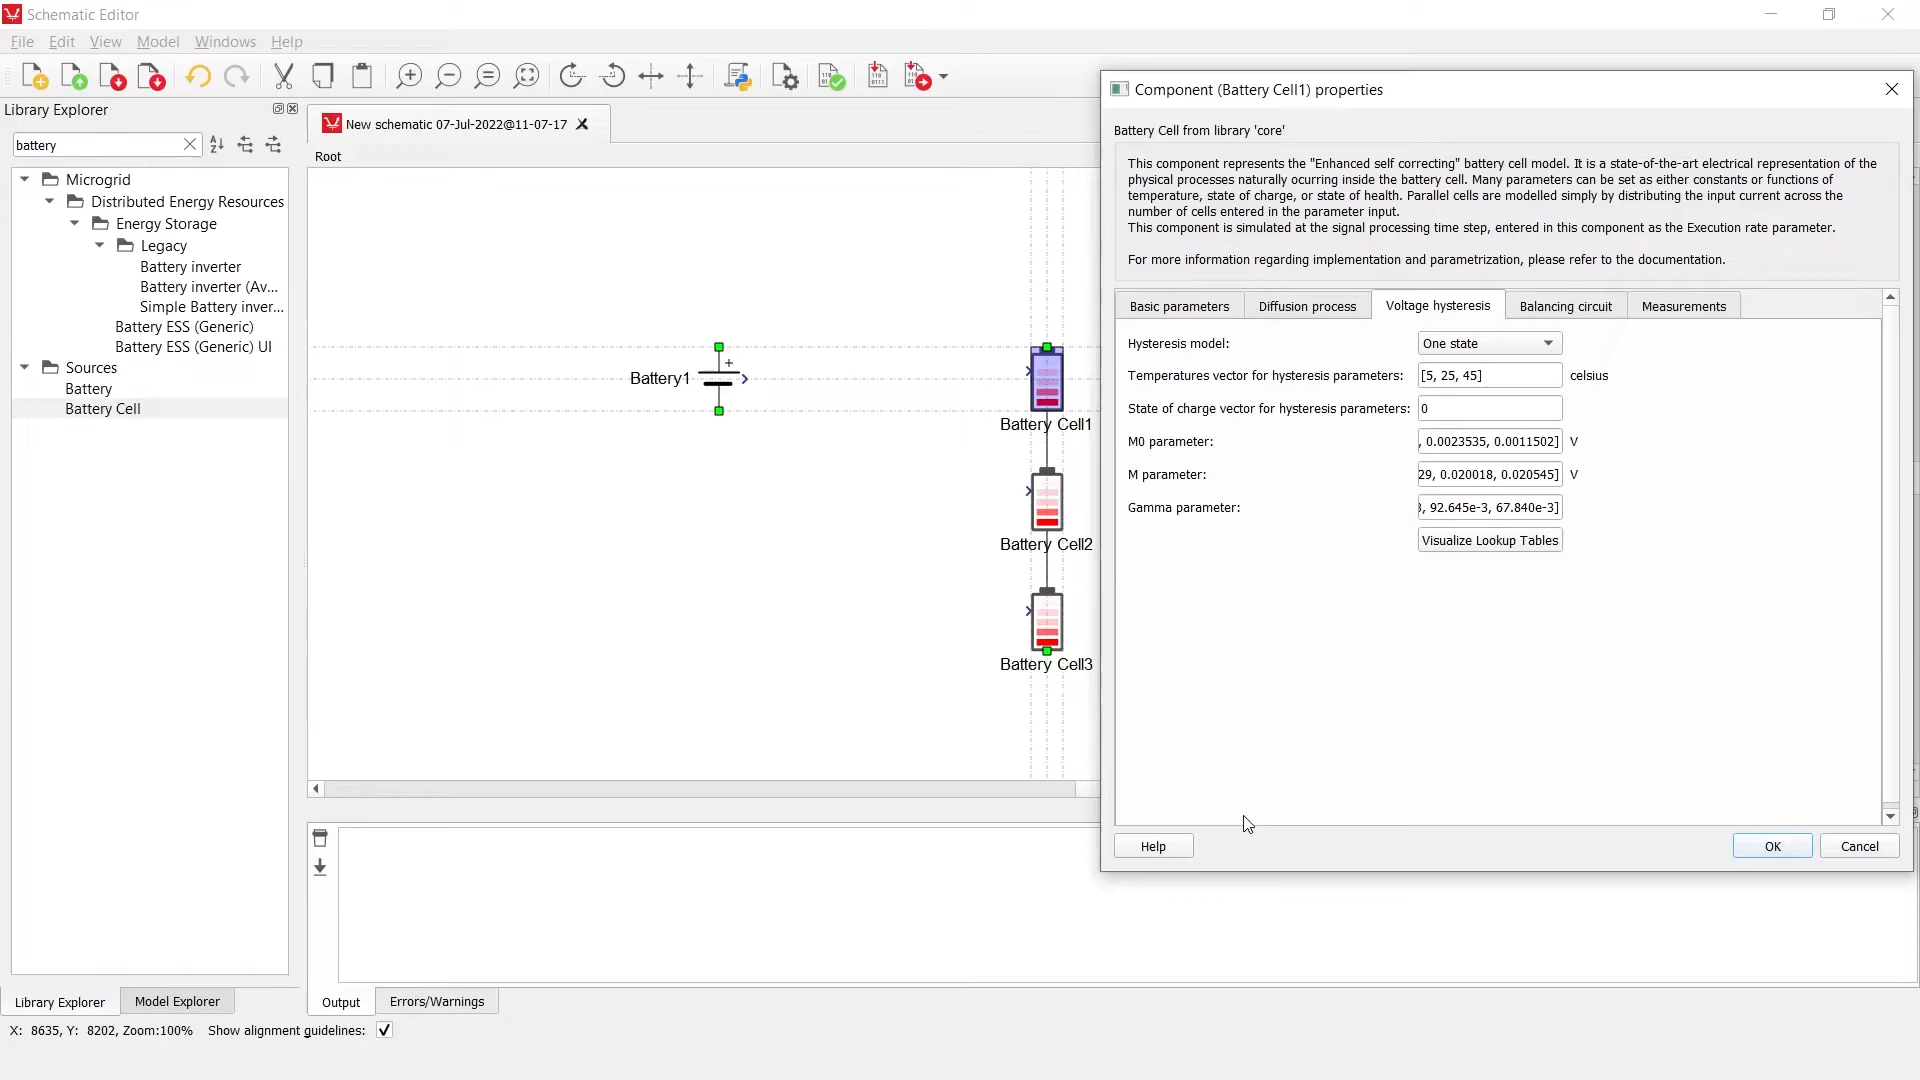 Schematic Editor
File Edit View Model Windows Help
Library Explorer
battery
Microgrid
Distributed Energy Resources
Energy Storage
Legacy
Battery inverter
Battery inverter (Av...
Simple Battery inver...
Battery ESS (Generic)
Battery ESS (Generic) UI
Sources
Battery
Battery Cell
New schematic 07-Jul-2022@11-07-17
Root
Battery1
+
Battery Cell1
Battery Cell2
Battery Cell3
Component (Battery Cell1) properties
Battery Cell from library 'core'
This component represents the "Enhanced self correcting" battery cell model. It is a state-of-the-art electrical representation of the
physical processes naturally ocurring inside the battery cell. Many parameters can be set as either constants or functions of
temperature, state of charge, or state of health. Parallel cells are modelled simply by distributing the input current across the
number of cells entered in the parameter input.
This component is simulated at the signal processing time step, entered in this component as the Execution rate parameter.
For more information regarding implementation and parametrization, please refer to the documentation.
Basic parameters Diffusion process Voltage hysteresis Balancing circuit Measurements
Hysteresis model: One state
Temperatures vector for hysteresis parameters: [5, 25, 45] celsius
State of charge vector for hysteresis parameters: 0
M0 parameter: , 0.0023535, 0.0011502] V
M parameter: 29, 0.020018, 0.020545] V
Gamma parameter: , 92.645e-3, 67.840e-3]
Visualize Lookup Tables
Help OK Cancel
Library Explorer Model Explorer
Output Errors/Warnings
X: 8635, Y: 8202, Zoom:100% Show alignment guidelines: